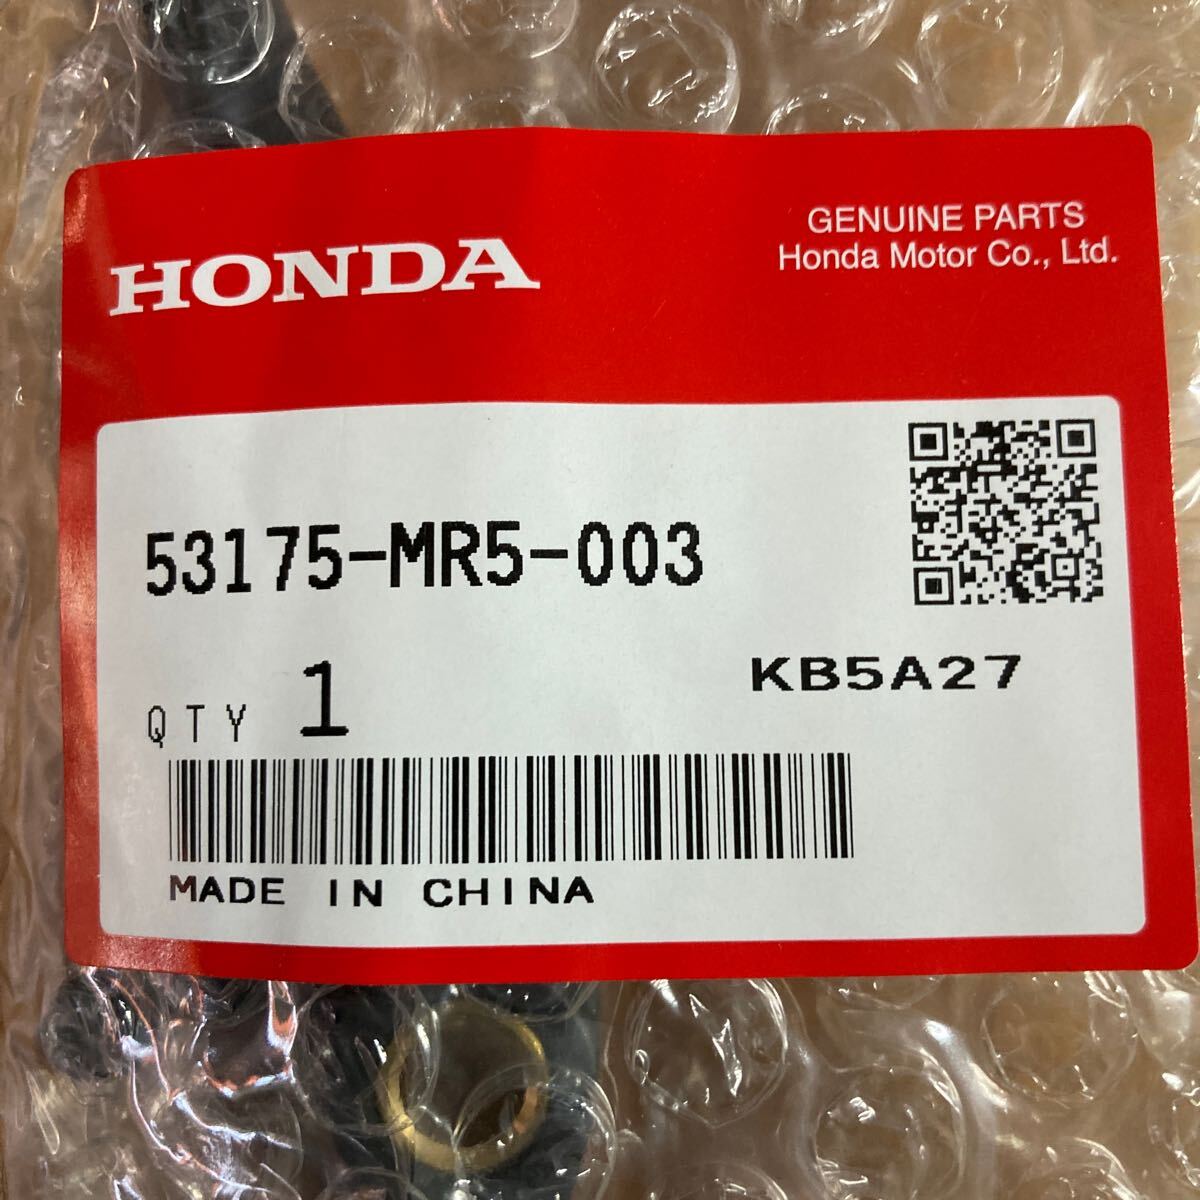 HONDA
GENUINE PARTS
Honda Motor Co., Ltd.
53175-MR5-003
QTY 1
KB5A27
MADE IN CHINA